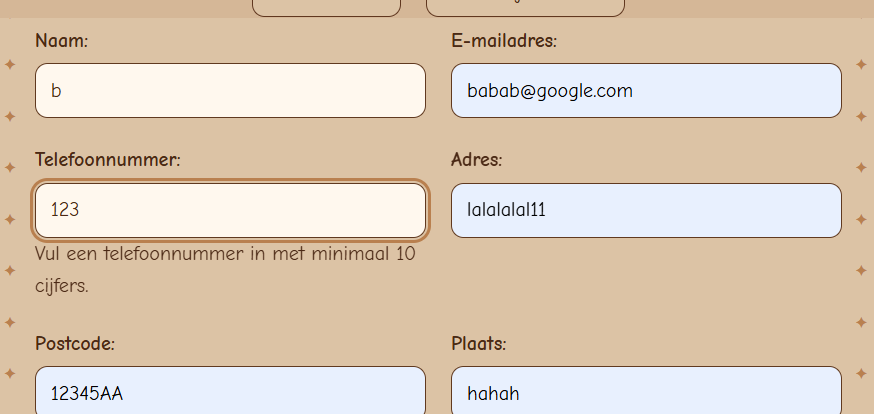 Naam:
E-mailadres:
b
babab@google.com
Telefoonnummer:
Adres:
123
lalalalal11
Vul een telefoonnummer in met minimaal 10
cijfers.
Postcode:
Plaats:
12345AA
hahah